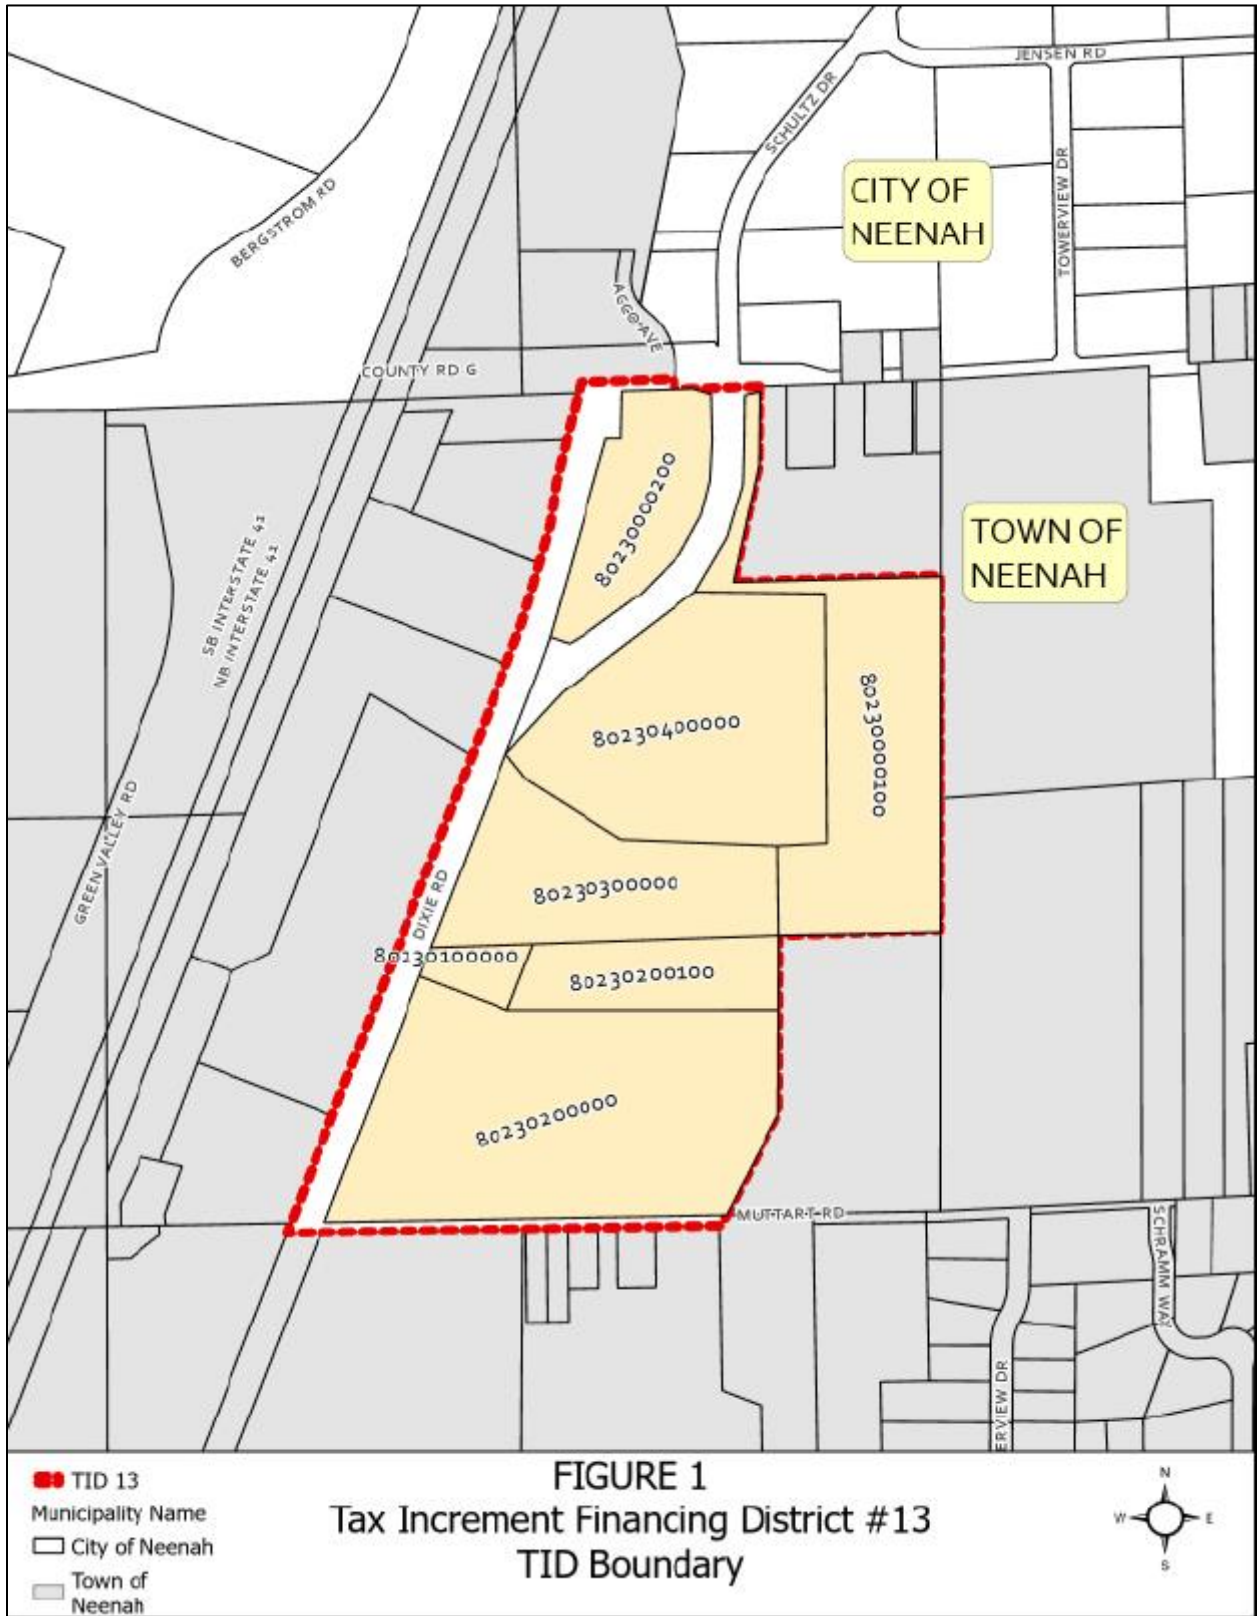 JENSEN RD
SCHULTZ DR
TOWERVIEW DR
CITY OF
NEENAH
BERGSTROM RD
AVE
COUNTY RD G
80230000200
TOWN OF
NEENAH
SB INTERSTATE 41
NB INTERSTATE 41
80230400000
80230000100
GREEN VALLEY RD
DIXIE RD
80230300000
80230100000
80230200100
80230200000
MUTTART RD
SCHRAMM WAY
ERVIEW DR
TID 13
Municipality Name
City of Neenah
Town of
Neenah
FIGURE 1
Tax Increment Financing District #13
TID Boundary
N
W
E
S